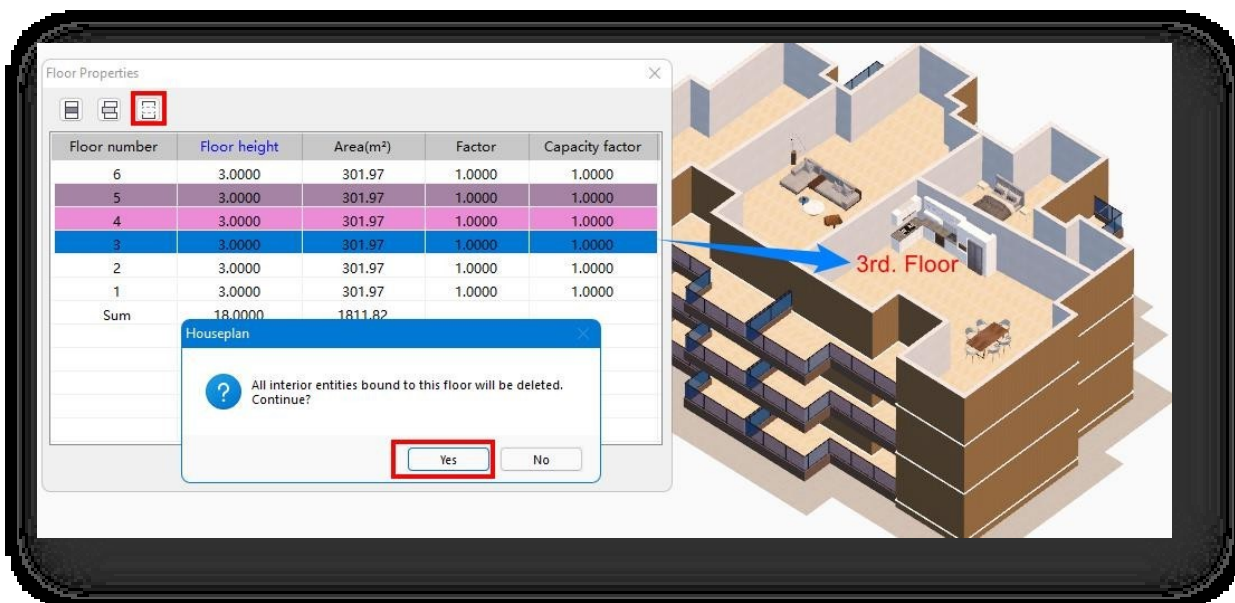 Floor Properties
Floor number Floor height Area(m²) Factor Capacity factor
6 3.0000 301.97 1.0000 1.0000
5 3.0000 301.97 1.0000 1.0000
4 3.0000 301.97 1.0000 1.0000
3 3.0000 301.97 1.0000 1.0000
2 3.0000 301.97 1.0000 1.0000
1 3.0000 301.97 1.0000 1.0000
Sum 18.0000 1811.82
Houseplan
All interior entities bound to this floor will be deleted.
Continue?
Yes No
3rd. Floor